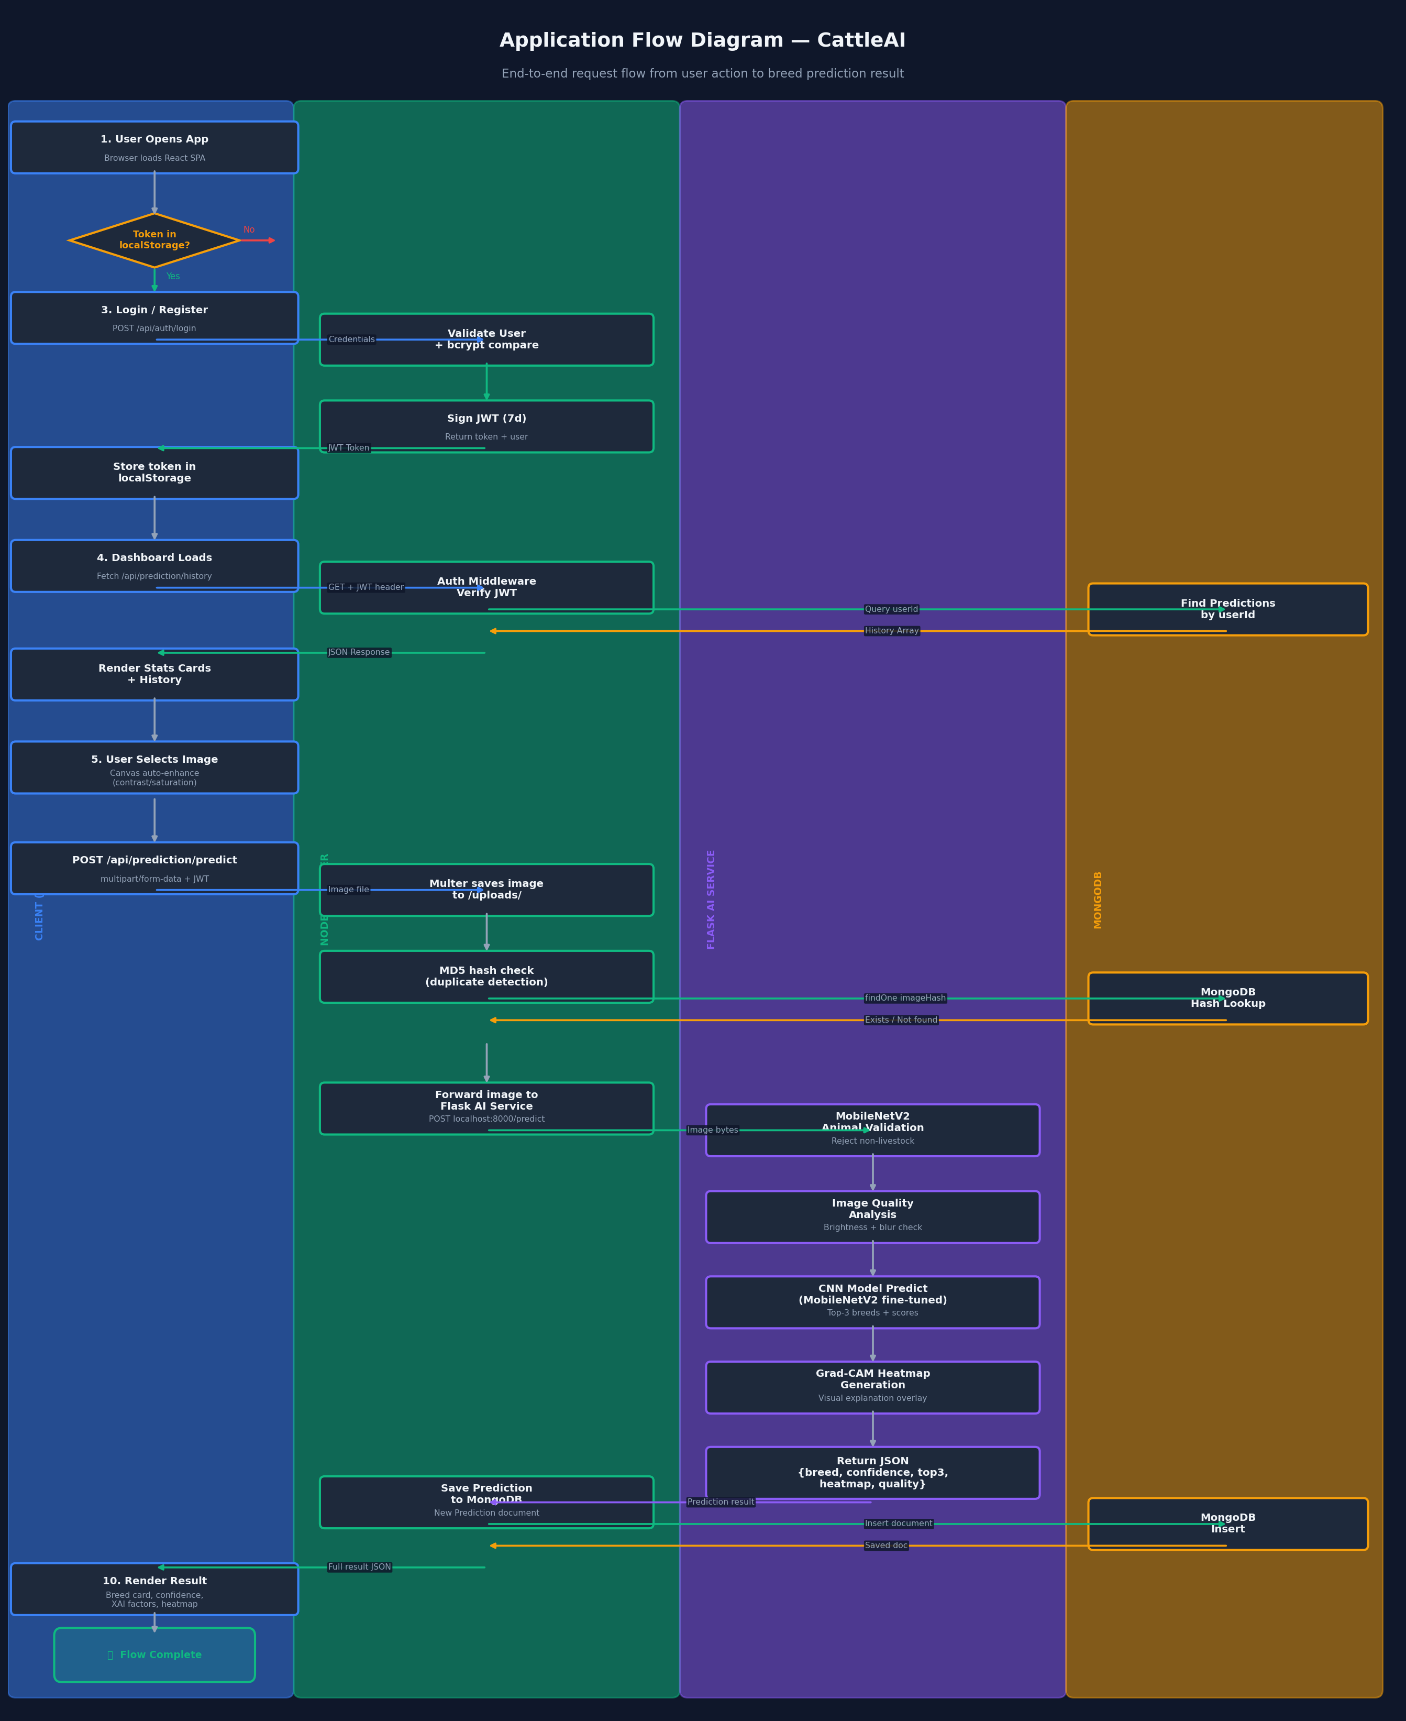 Application Flow Diagram — CattleAI
End-to-end request flow from user action to breed prediction result
1. User Opens App
Browser loads React SPA
Token in
localStorage?
No
Yes
3. Login / Register
POST /api/auth/login
Credentials
Validate User
+ bcrypt compare
Sign JWT (7d)
Return token + user
JWT Token
Store token in
localStorage
4. Dashboard Loads
Fetch /api/prediction/history
GET + JWT header
Auth Middleware
Verify JWT
Query userId
Find Predictions
by userId
History Array
JSON Response
Render Stats Cards
+ History
5. User Selects Image
Canvas auto-enhance
(contrast/saturation)
POST /api/prediction/predict
multipart/form-data + JWT
Image file
Multer saves image
to /uploads/
CLIENT
NODE
FLASK AI SERVICE
MONGODB
MD5 hash check
(duplicate detection)
findOne imageHash
MongoDB
Hash Lookup
Exists / Not found
Forward image to
Flask AI Service
POST localhost:8000/predict
Image bytes
MobileNetV2
Animal Validation
Reject non-livestock
Image Quality
Analysis
Brightness + blur check
CNN Model Predict
(MobileNetV2 fine-tuned)
Top-3 breeds + scores
Grad-CAM Heatmap
Generation
Visual explanation overlay
Return JSON
{breed, confidence, top3,
heatmap, quality}
Prediction result
Save Prediction
to MongoDB
New Prediction document
Insert document
MongoDB
Insert
Saved doc
Full result JSON
10. Render Result
Breed card, confidence,
XAI factors, heatmap
Flow Complete